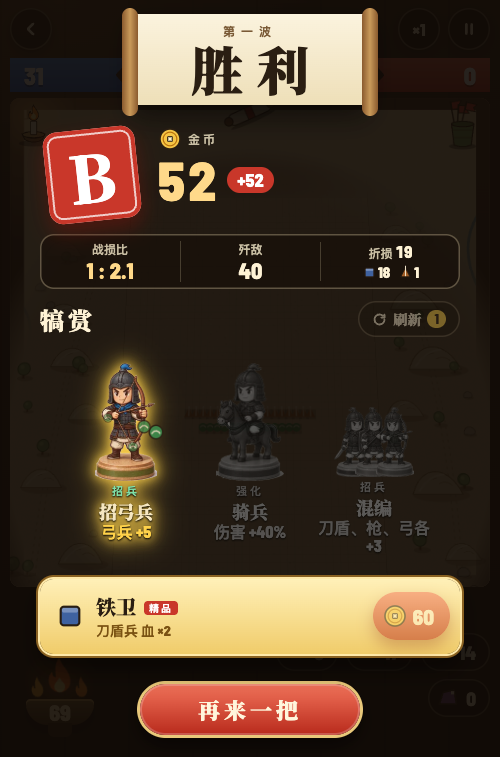 第一波
胜利
×1
31
0
B
金币
52 +52
战损比
1 : 2.1
歼敌
40
折损 19
18 1
犒赏
刷新 1
招兵
招弓兵
弓兵 +5
强化
骑兵
伤害 +40%
招兵
混编
刀盾、枪、弓各
+3
铁卫 精品
刀盾兵 血 ×2
60
14
0
69
再来一把